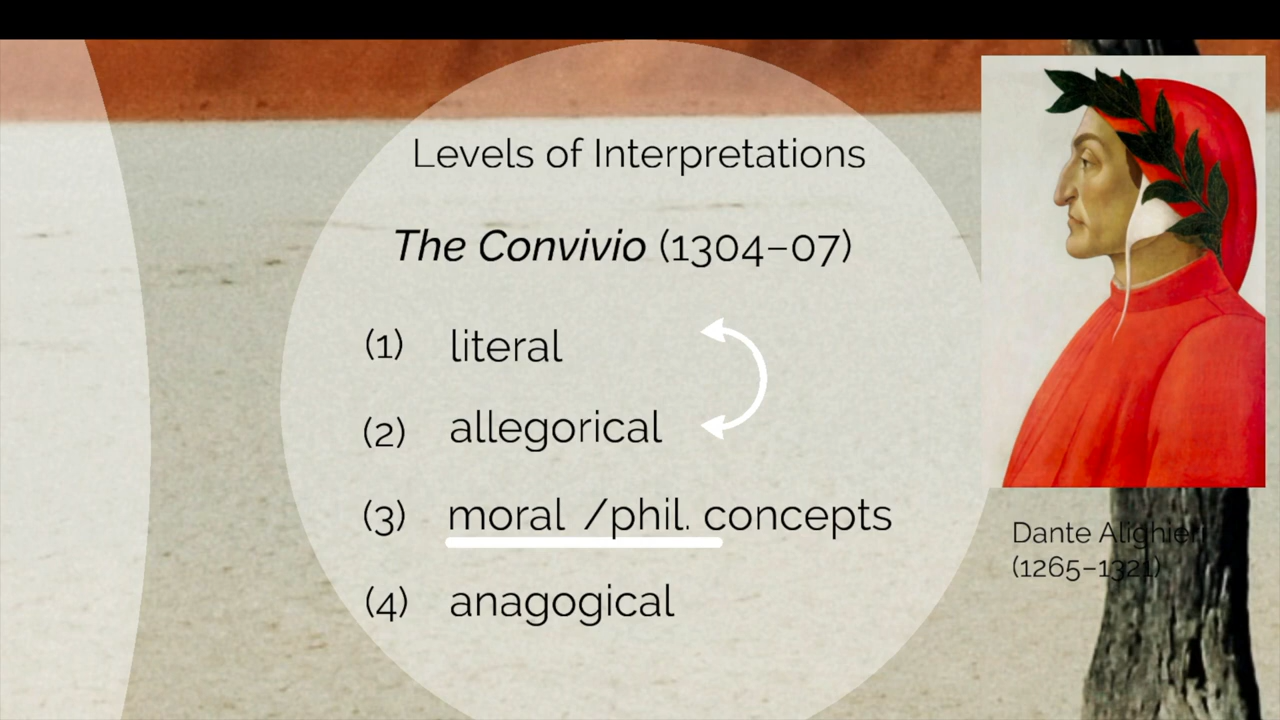 Levels of Interpretations
The Convivio (1304–07)
(1) literal
(2) allegorical
(3) moral /phil. concepts
(4) anagogical
Dante Alighieri
(1265–1321)